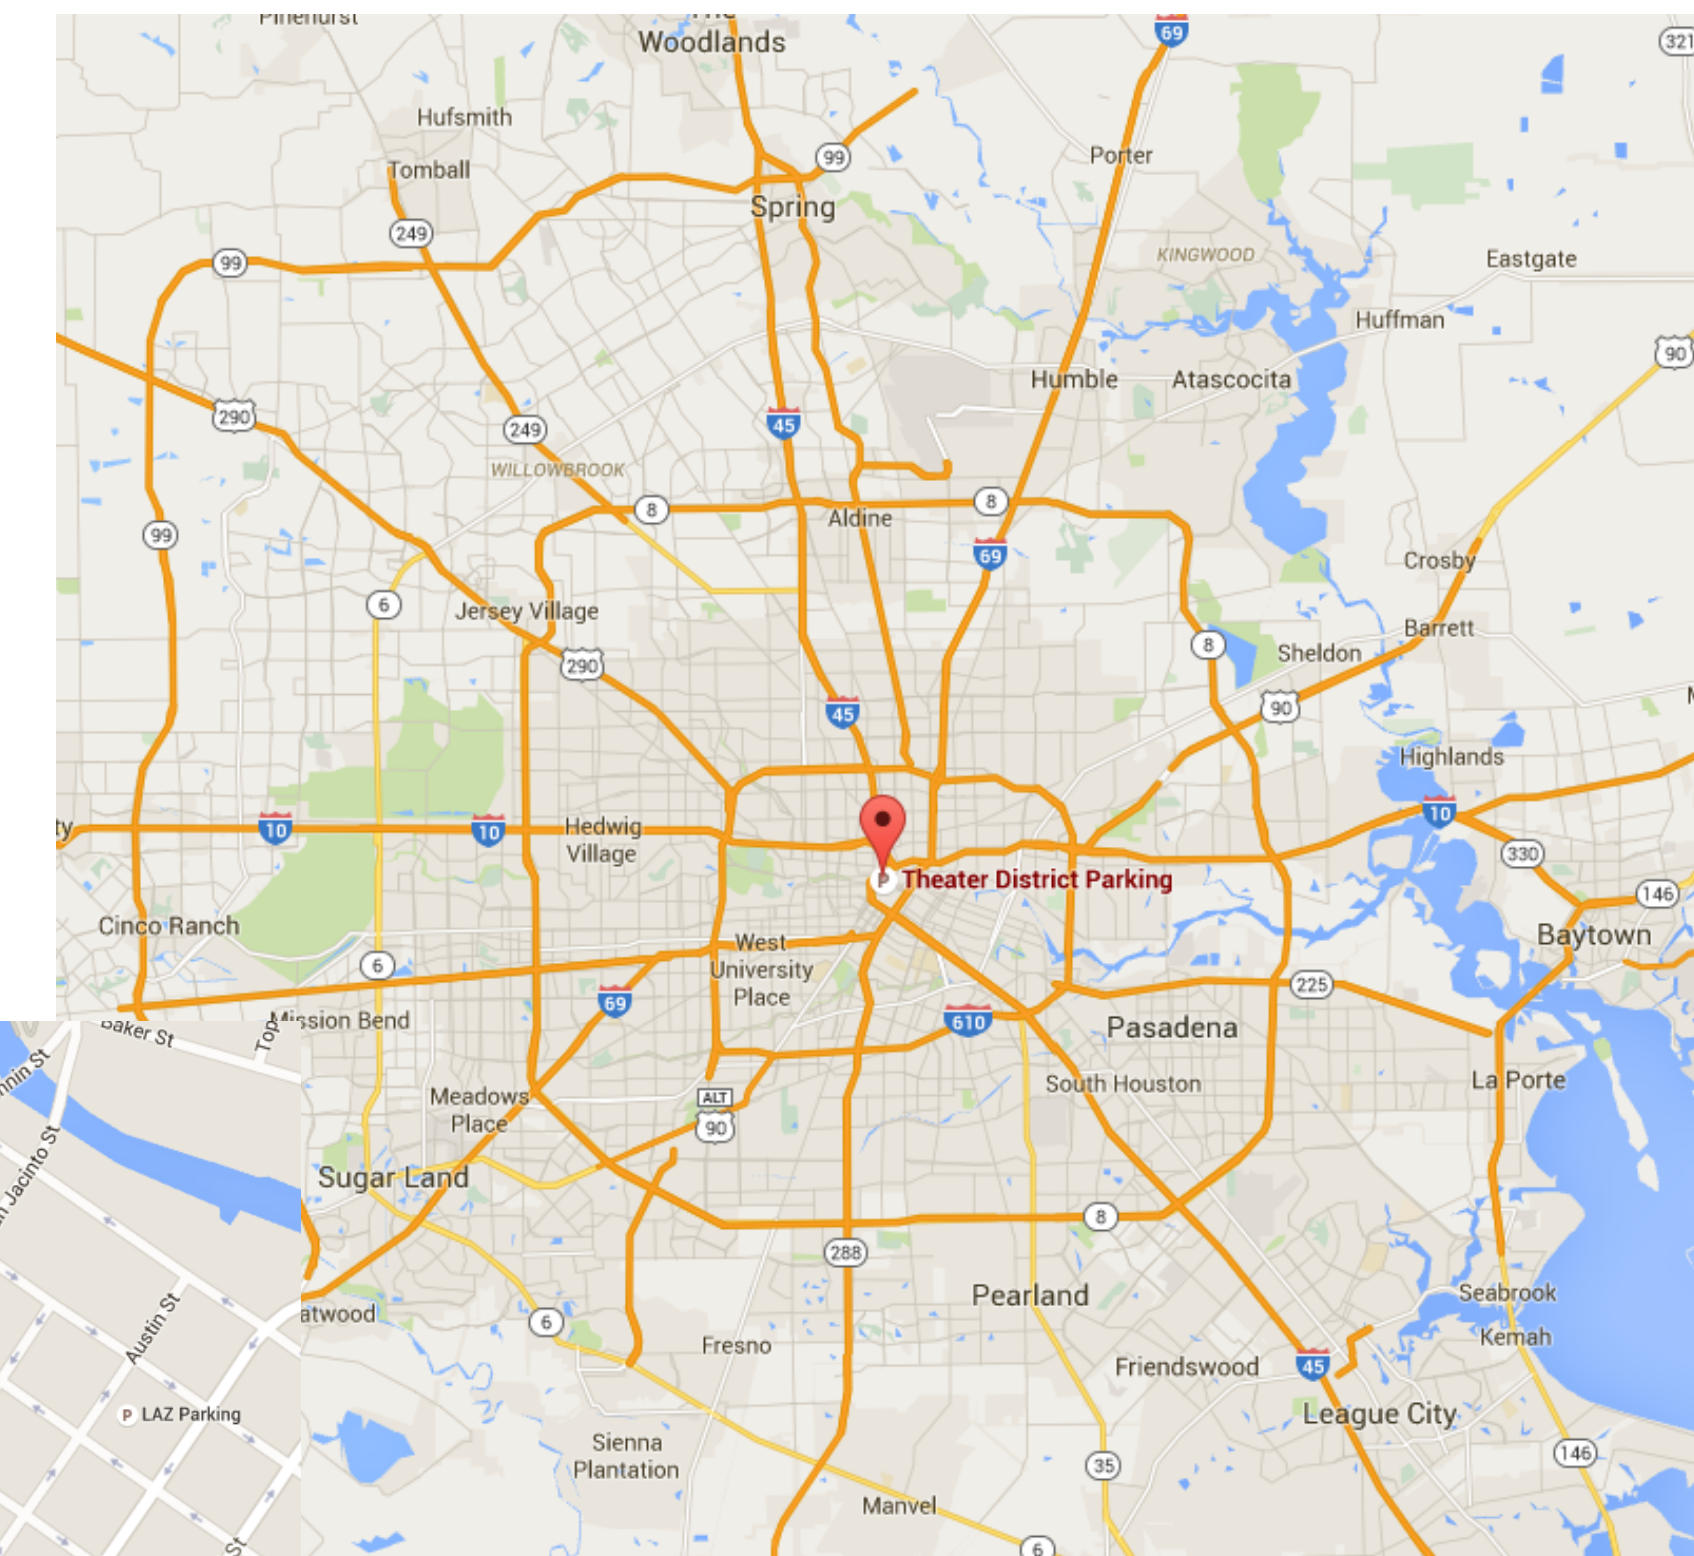 Pinehurst
The
Woodlands
69
321
Hufsmith
Porter
99
Tomball
Spring
249
KINGWOOD
99
Eastgate
Huffman
90
Humble
Atascocita
290
45
249
WILLOWBROOK
8
8
Aldine
99
69
Crosby
6
Jersey Village
Barrett
8
Sheldon
290
90
45
Highlands
10
10
10
Hedwig
Village
330
P
Theater District Parking
146
Cinco Ranch
Baytown
West
University
Place
6
225
69
Mission Bend
610
Pasadena
Baker St
South Houston
La Porte
Meadows
Place
ALT
90
Sugar Land
8
288
Pearland
Seabrook
Austin St
6
Kemah
Fresno
Friendswood
45
P LAZ Parking
League City
Sienna
Plantation
146
35
Manvel
6
St